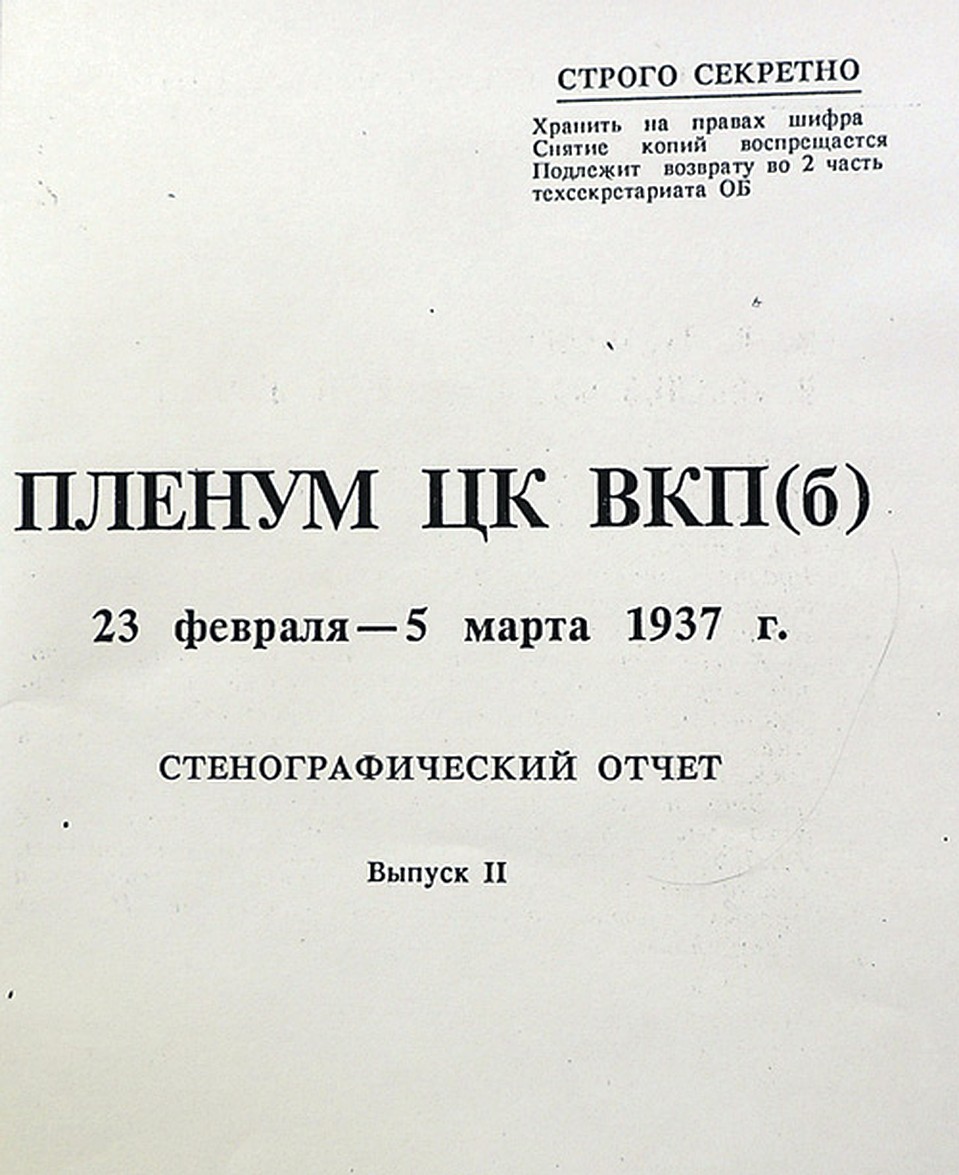 СТРОГО СЕКРЕТНО
Хранить на правах шифра
Снятие копий воспрещается
Подлежит возврату во 2 часть
техсекретариата ОБ
ПЛЕНУМ ЦК ВКП(б)
23 февраля—5 марта 1937 г.
СТЕНОГРАФИЧЕСКИЙ ОТЧЕТ
Выпуск II